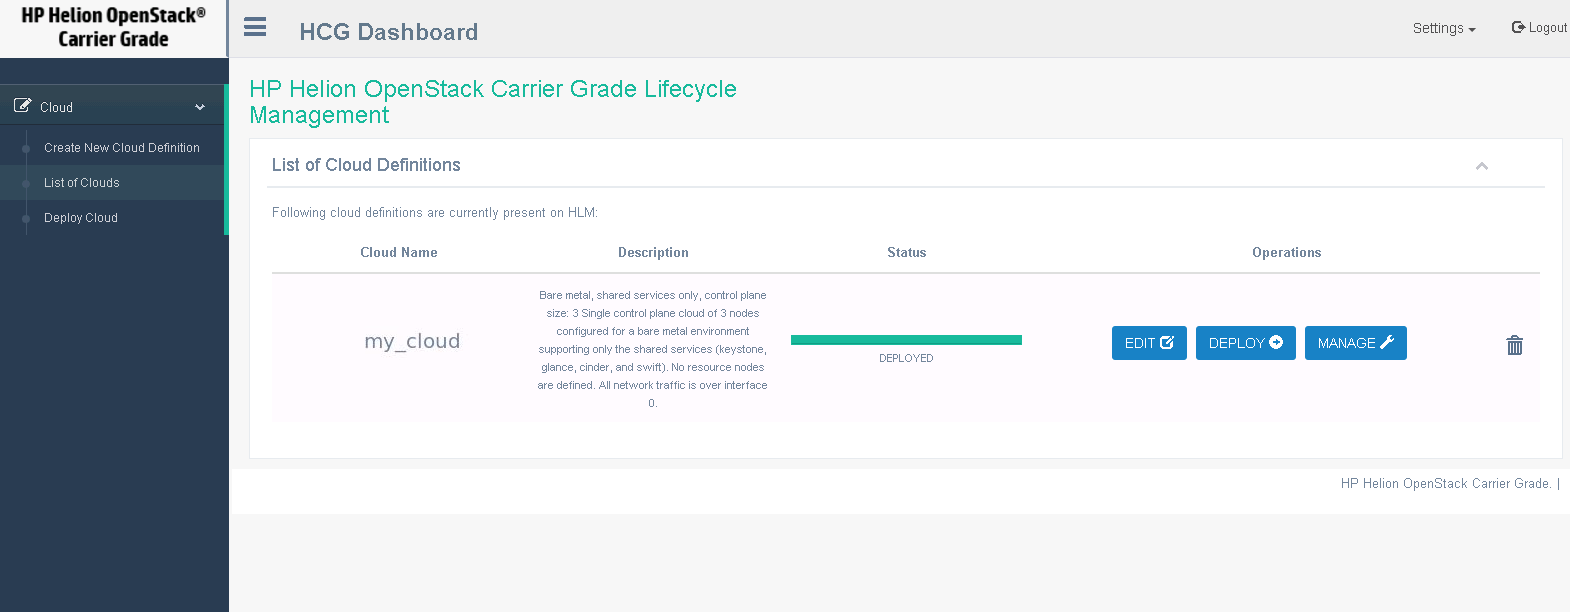 HP Helion OpenStack®
Carrier Grade
HCG Dashboard
Settings
Logout
Cloud
Create New Cloud Definition
List of Clouds
Deploy Cloud
HP Helion OpenStack Carrier Grade Lifecycle
Management
List of Cloud Definitions
Following cloud definitions are currently present on HLM:
Cloud Name Description Status Operations
my_cloud
Bare metal, shared services only, control plane
size: 3 Single control plane cloud of 3 nodes
configured for a bare metal environment
supporting only the shared services (keystone,
glance, cinder, and swift). No resource nodes
are defined. All network traffic is over interface
0.
DEPLOYED
EDIT DEPLOY MANAGE
HP Helion OpenStack Carrier Grade. |